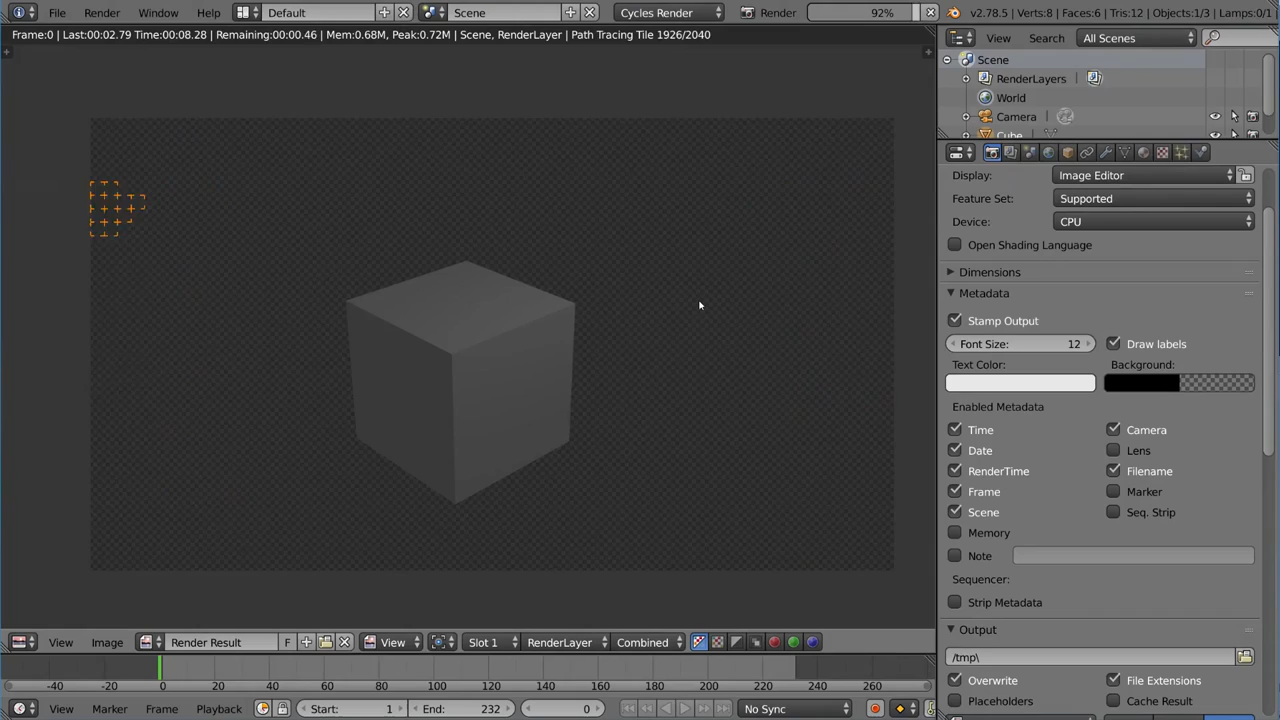 File Render Window Help Default Scene Cycles Render Render 92% v2.78.5 | Verts:8 | Faces:6 | Tris:12 | Objects:1/3 | Lamps:0/1
Frame:0 | Last:00:02.79 Time:00:08.28 | Remaining:00:00.46 | Mem:0.68M, Peak:0.72M | Scene, RenderLayer | Path Tracing Tile 1926/2040
View Search All Scenes
Scene
RenderLayers
World
Camera
Cube
Display: Image Editor
Feature Set: Supported
Device: CPU
Open Shading Language
Dimensions
Metadata
Stamp Output
Font Size: 12 Draw labels
Text Color: Background:
Enabled Metadata
Time Camera
Date Lens
RenderTime Filename
Frame Marker
Scene Seq. Strip
Memory
Note
Sequencer:
Strip Metadata
Output
/tmp\
Overwrite File Extensions
Placeholders Cache Result
View Image Render Result F View Slot 1 RenderLayer Combined
-40 -20 0 20 40 60 80 100 120 140 160 180 200 220 240 260
View Marker Frame Playback Start: 1 End: 232 0 No Sync